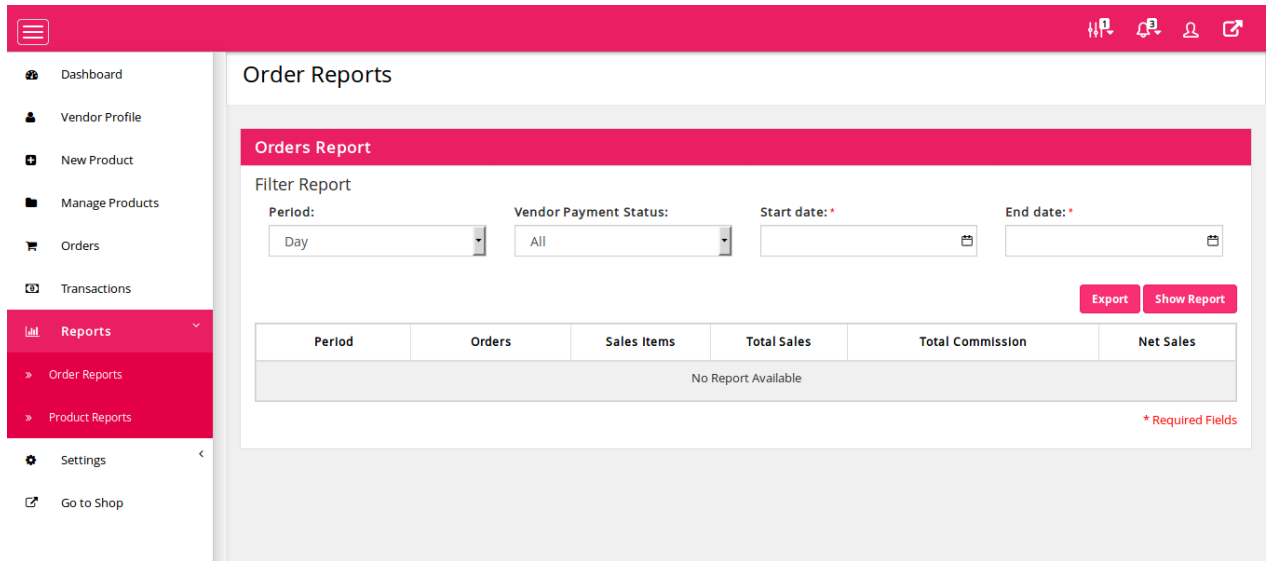 1
3
Dashboard
Vendor Profile
New Product
Manage Products
Orders
Transactions
Reports
Order Reports
Product Reports
Settings
Go to Shop
Order Reports
Orders Report
Filter Report
Period: Vendor Payment Status: Start date: * End date: *
Day All
Export Show Report
Period Orders Sales Items Total Sales Total Commission Net Sales
No Report Available
* Required Fields